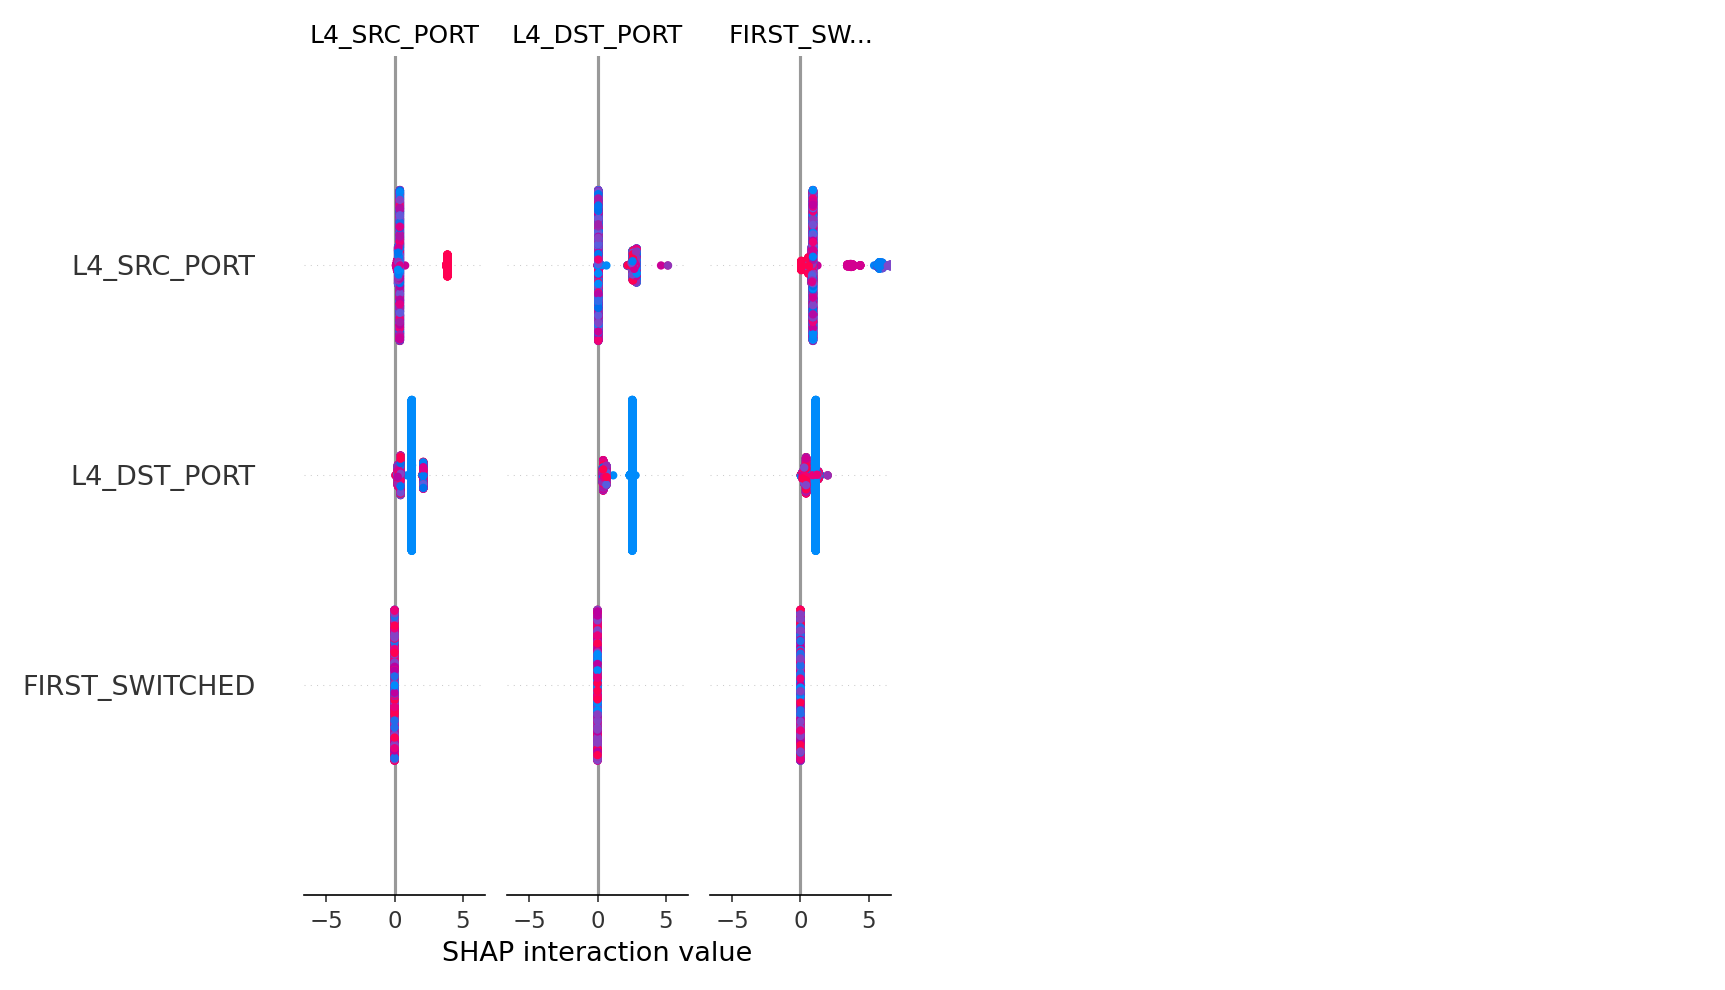 L4_SRC_PORT L4_DST_PORT FIRST_SW...
L4_SRC_PORT
L4_DST_PORT
FIRST_SWITCHED
−5 0 5 −5 0 5 −5 0 5
SHAP interaction value